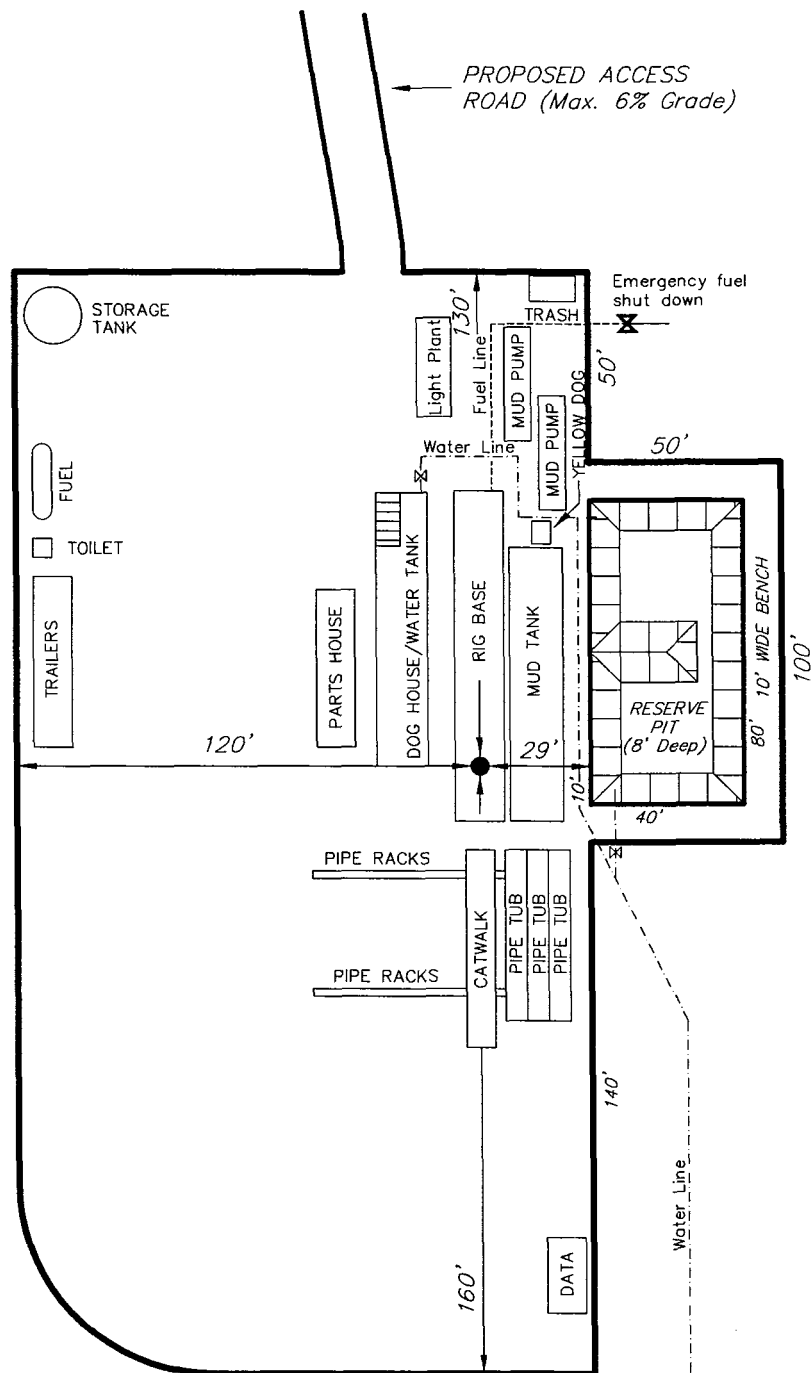 PROPOSED ACCESS
ROAD (Max. 6% Grade)
Emergency fuel
shut down
STORAGE
TANK
130'
TRASH
Light Plant
Fuel Line
MUD PUMP
50'
MUD PUMP
YELLOW DOG
50'
Water Line
FUEL
TOILET
TRAILERS
PARTS HOUSE
DOG HOUSE/WATER TANK
RIG BASE
MUD TANK
RESERVE
PIT
(8' Deep)
80'
10' WIDE BENCH
100'
120'
29'
10'
40'
PIPE RACKS
CATWALK
PIPE TUB
PIPE TUB
PIPE TUB
PIPE RACKS
140'
Water Line
DATA
160'